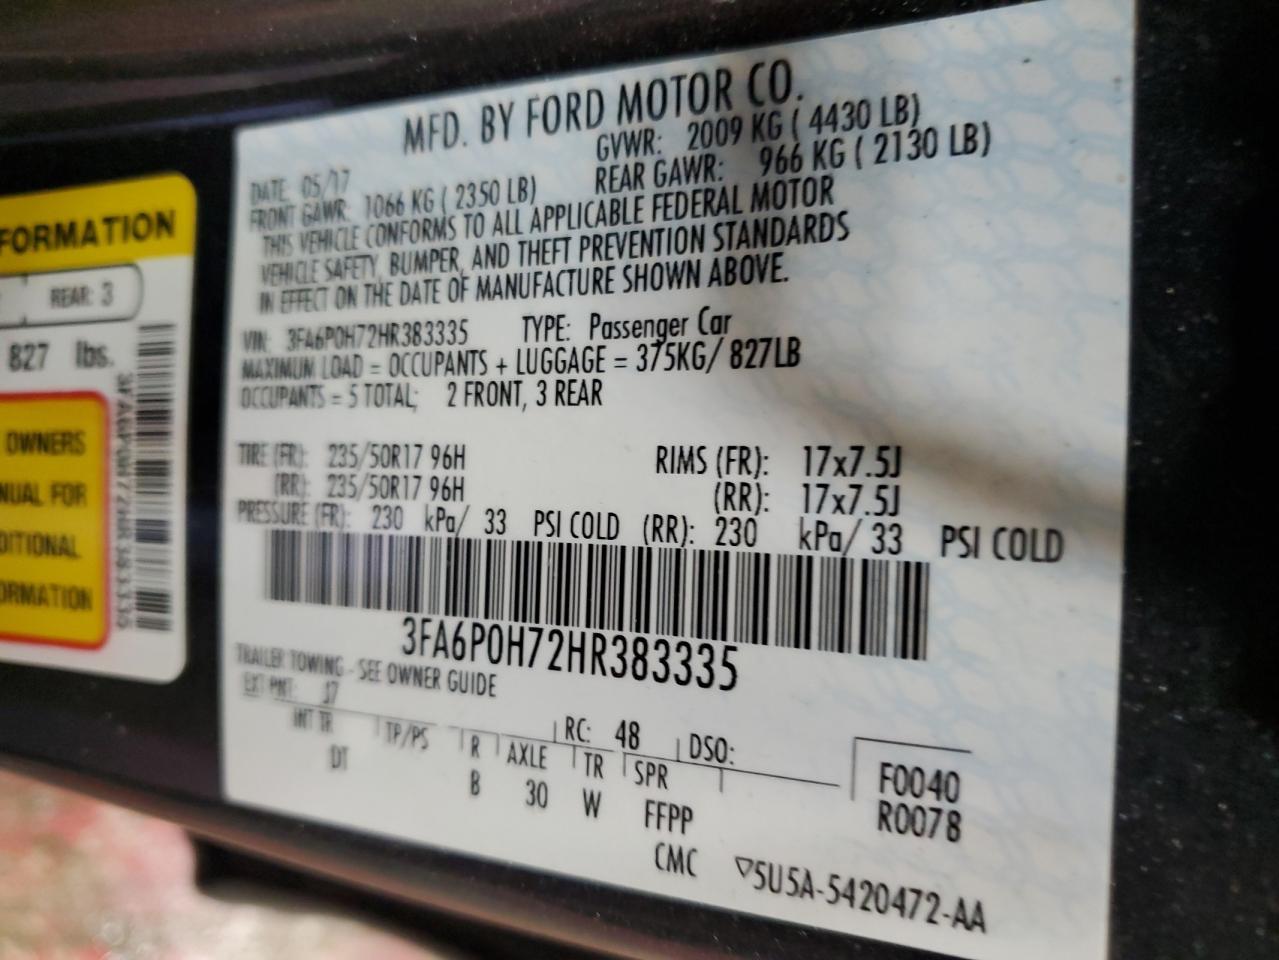 FORMATION
REAR: 3
827 lbs.
3FA6P0H72HR383335
OWNERS
NUAL FOR
DITIONAL
ORMATION
MFD. BY FORD MOTOR CO.
DATE: 05/17 GVWR: 2009 KG ( 4430 LB)
FRONT GAWR: 1066 KG ( 2350 LB) REAR GAWR: 966 KG ( 2130 LB)
THIS VEHICLE CONFORMS TO ALL APPLICABLE FEDERAL MOTOR
VEHICLE SAFETY, BUMPER, AND THEFT PREVENTION STANDARDS
IN EFFECT ON THE DATE OF MANUFACTURE SHOWN ABOVE.
VIN: 3FA6P0H72HR383335 TYPE: Passenger Car
MAXIMUM LOAD = OCCUPANTS + LUGGAGE = 375KG/ 827LB
OCCUPANTS = 5 TOTAL; 2 FRONT, 3 REAR
TIRE (FR): 235/50R17 96H RIMS (FR): 17x7.5J
(RR): 235/50R17 96H (RR): 17x7.5J
PRESSURE (FR): 230 kPa/ 33 PSI COLD (RR): 230 kPa/ 33 PSI COLD
3FA6P0H72HR383335
TRAILER TOWING - SEE OWNER GUIDE
EXT PNT: J7 RC: 48 DSO: F0040
INT TR TP/PS R AXLE TR SPR R0078
DT B 30 W FFPP
CMC ▽5U5A-5420472-AA